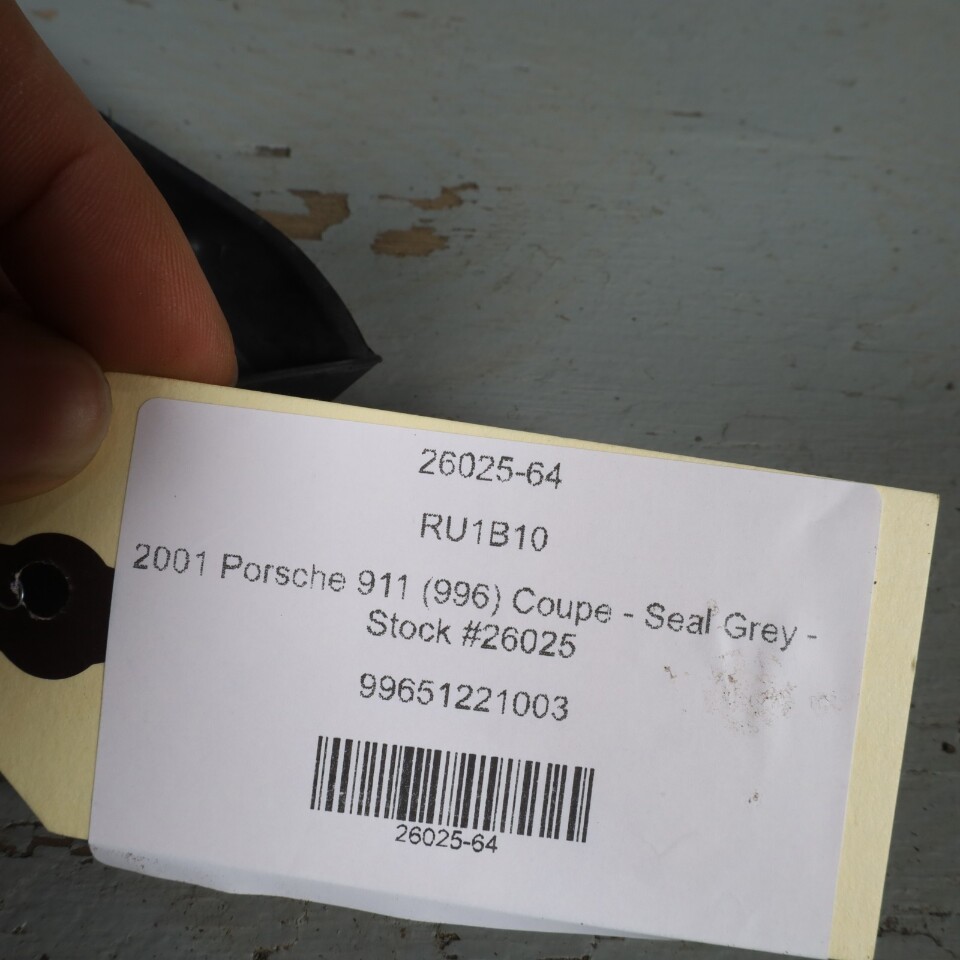 26025-64
RU1B10
2001 Porsche 911 (996) Coupe - Seal Grey -
Stock #26025
99651221003
26025-64